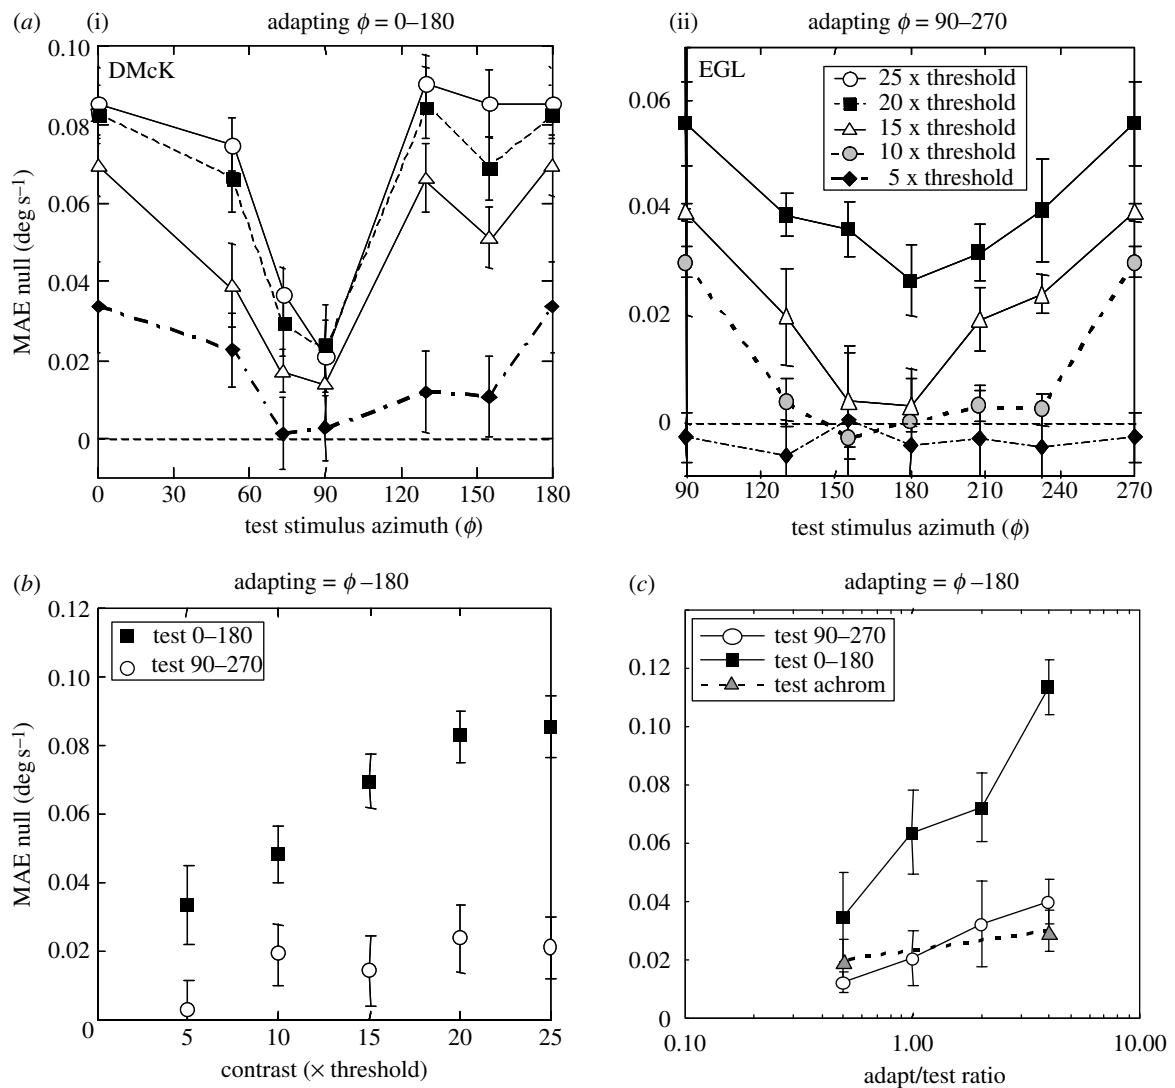 (a) (i) adapting ϕ = 0–180
(ii) adapting ϕ = 90–270
DMcK
MAE null (deg s−1)
0.10
0.08
0.06
0.04
0.02
0
0 30 60 90 120 150 180
test stimulus azimuth (ϕ)
EGL
25 x threshold
20 x threshold
15 x threshold
10 x threshold
5 x threshold
0.06
0.04
0.02
0
90 120 150 180 210 240 270
test stimulus azimuth (ϕ)
(b) adapting = ϕ –180
test 0–180
test 90–270
MAE null (deg s−1)
0.12
0.10
0.08
0.06
0.04
0.02
0
5 10 15 20 25
contrast (× threshold)
(c) adapting = ϕ –180
test 90–270
test 0–180
test achrom
0.12
0.10
0.08
0.06
0.04
0.02
0
0.10 1.00 10.00
adapt/test ratio